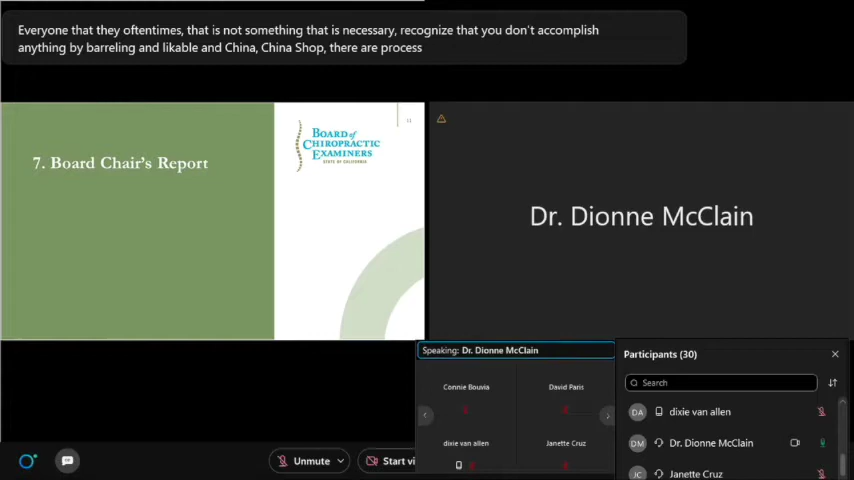 Everyone that they oftentimes, that is not something that is necessary, recognize that you don't accomplish
anything by barreling and likable and China, China Shop, there are process
11
7. Board Chair's Report
BOARD of
CHIROPRACTIC
EXAMINERS
STATE OF CALIFORNIA
Dr. Dionne McClain
Speaking: Dr. Dionne McClain
Connie Bouvia
David Paris
dixie van allen
Janette Cruz
Participants (30)
Search
DA dixie van allen
DM Dr. Dionne McClain
JC Janette Cruz
Unmute
Start vi